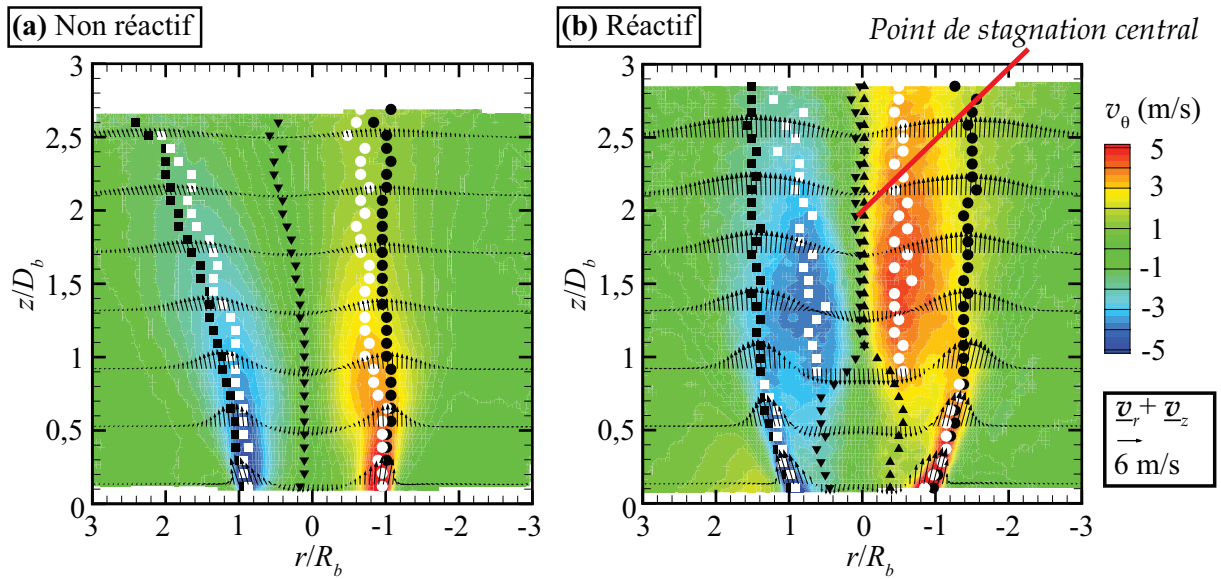 (a) Non réactif
(b) Réactif
Point de stagnation central
3
2,5
2
1,5
1
0,5
0
z/D_b
3 2 1 0 -1 -2 -3
r/R_b
3
2,5
2
1,5
1
0,5
0
z/D_b
3 2 1 0 -1 -2 -3
r/R_b
v_θ (m/s)
5
3
1
-1
-3
-5
v_r + v_z
6 m/s